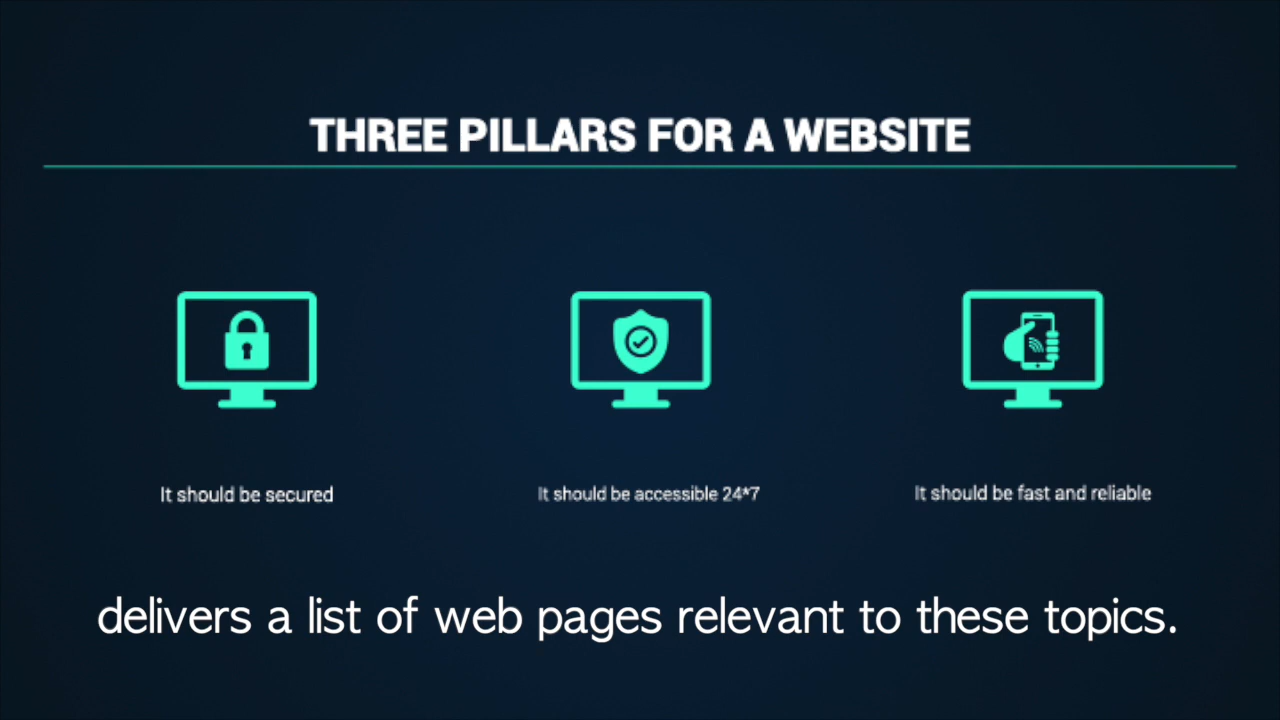 THREE PILLARS FOR A WEBSITE
It should be secured
It should be accessible 24*7
It should be fast and reliable
delivers a list of web pages relevant to these topics.